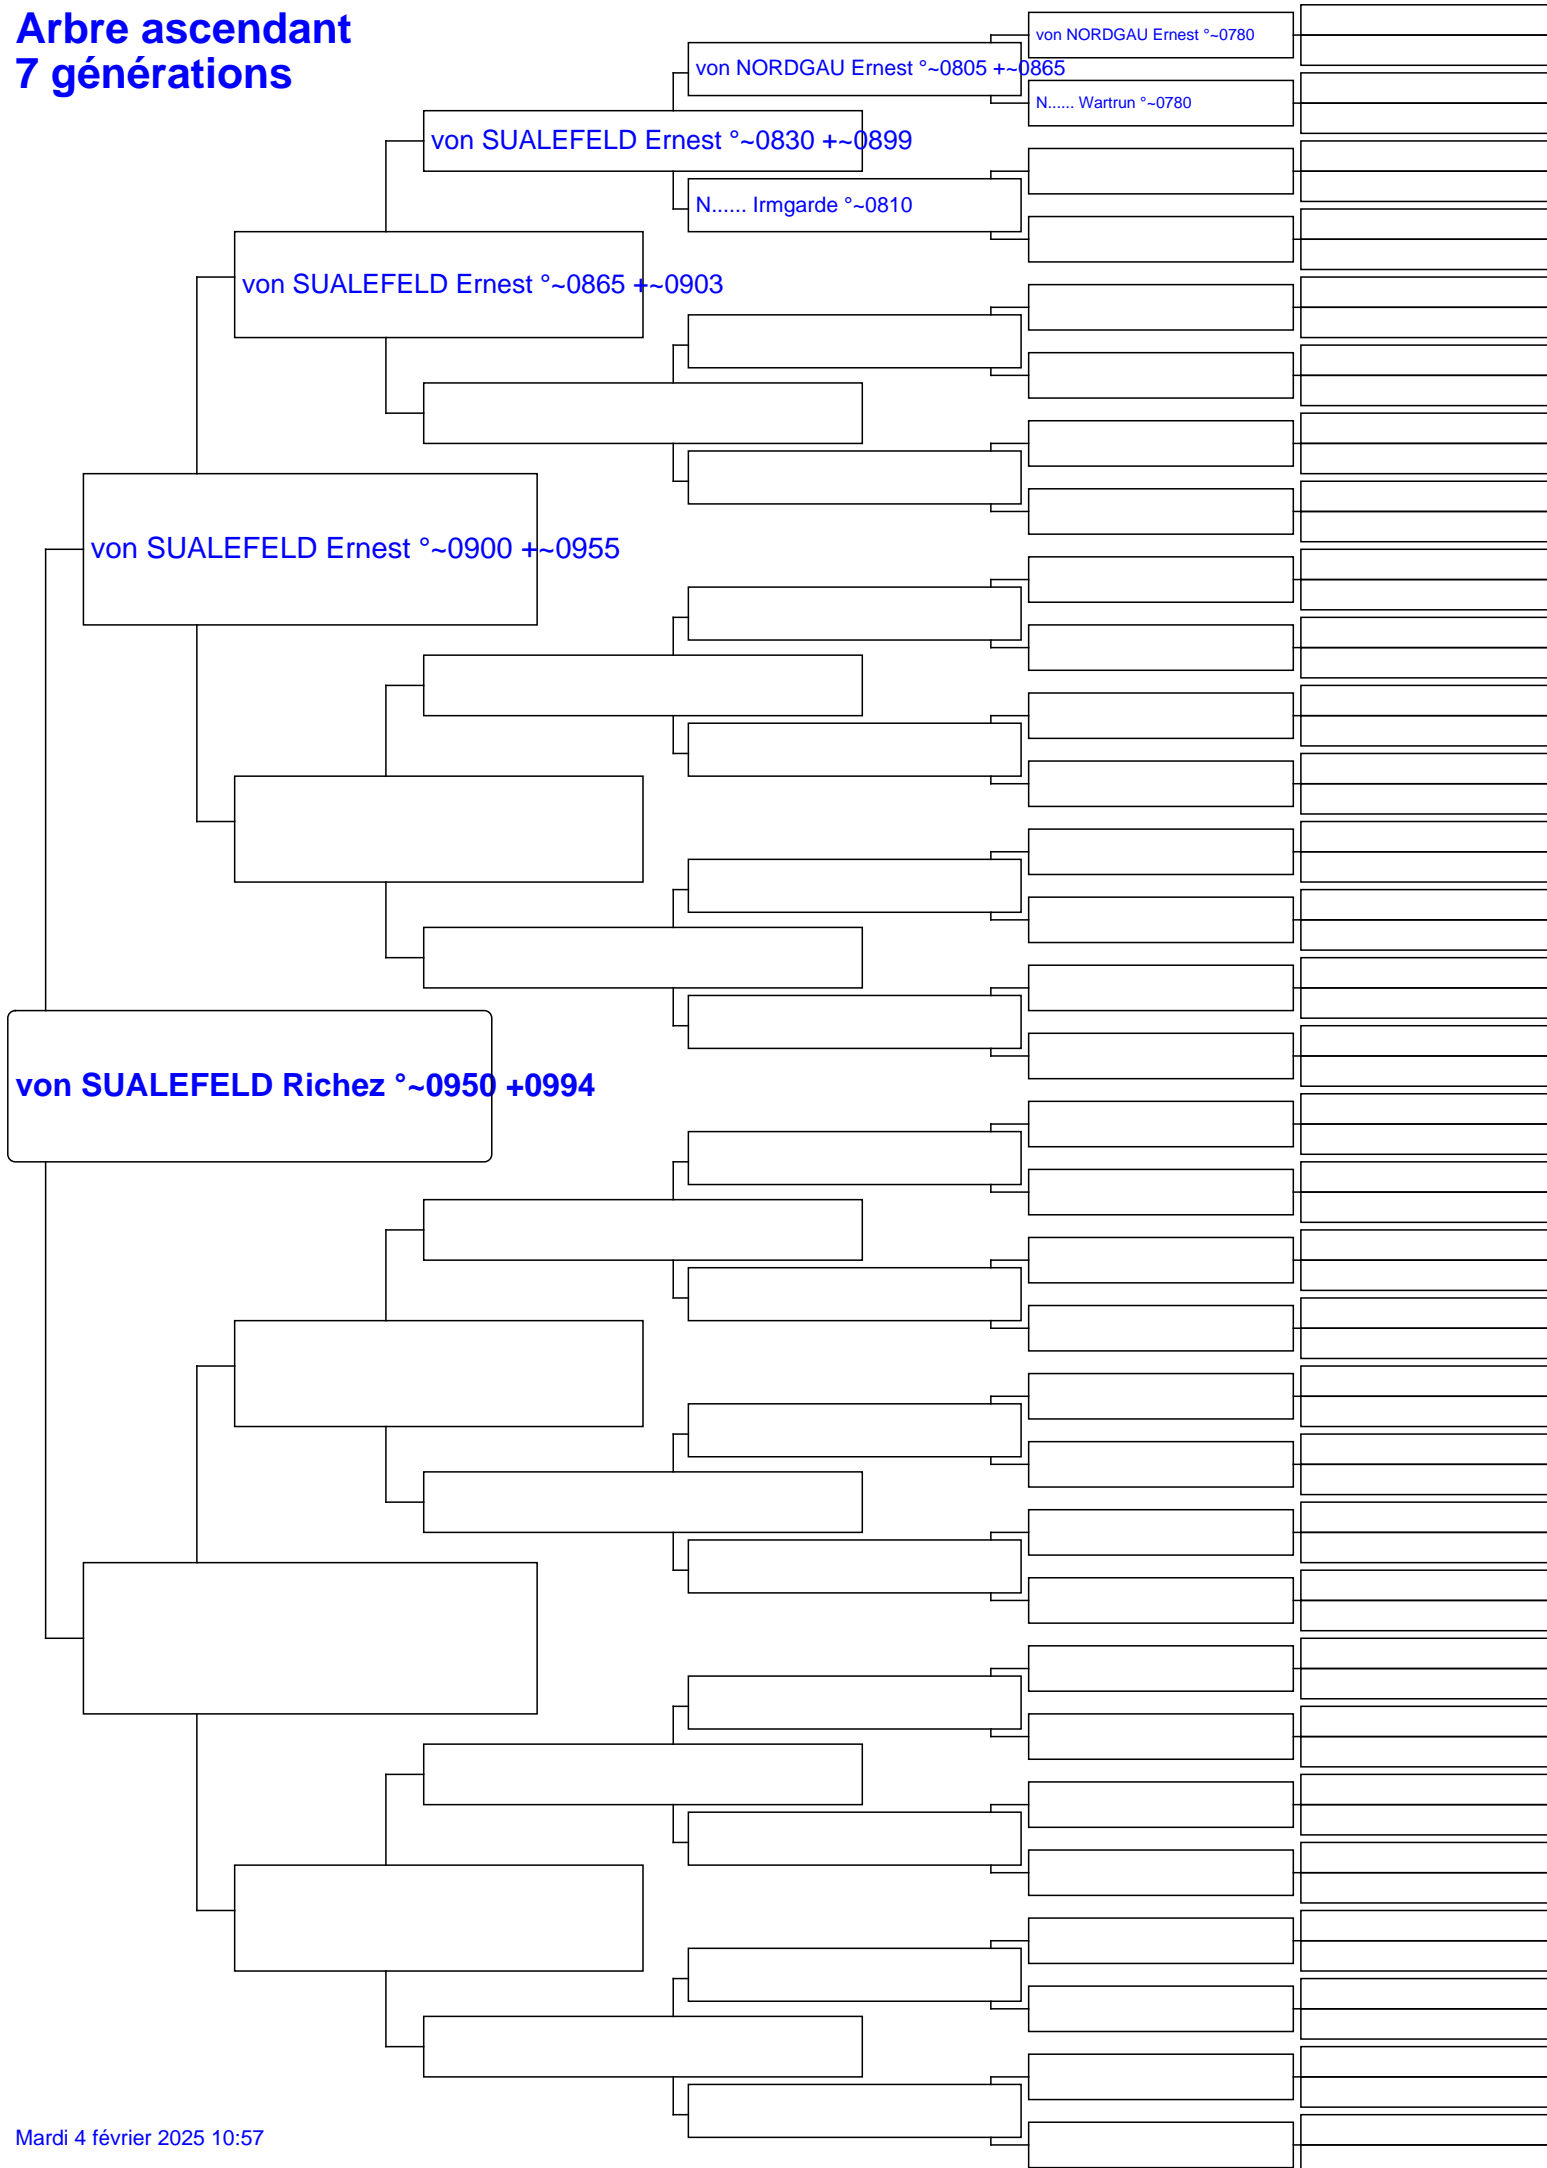 Arbre ascendant
7 générations
von NORDGAU Ernest °~0780
von NORDGAU Ernest °~0805 +~0865
N...... Wartrun °~0780
von SUALEFELD Ernest °~0830 +~0899
N...... Irmgarde °~0810
von SUALEFELD Ernest °~0865 +~0903
von SUALEFELD Ernest °~0900 +~0955
von SUALEFELD Richez °~0950 +0994
Mardi 4 février 2025 10:57